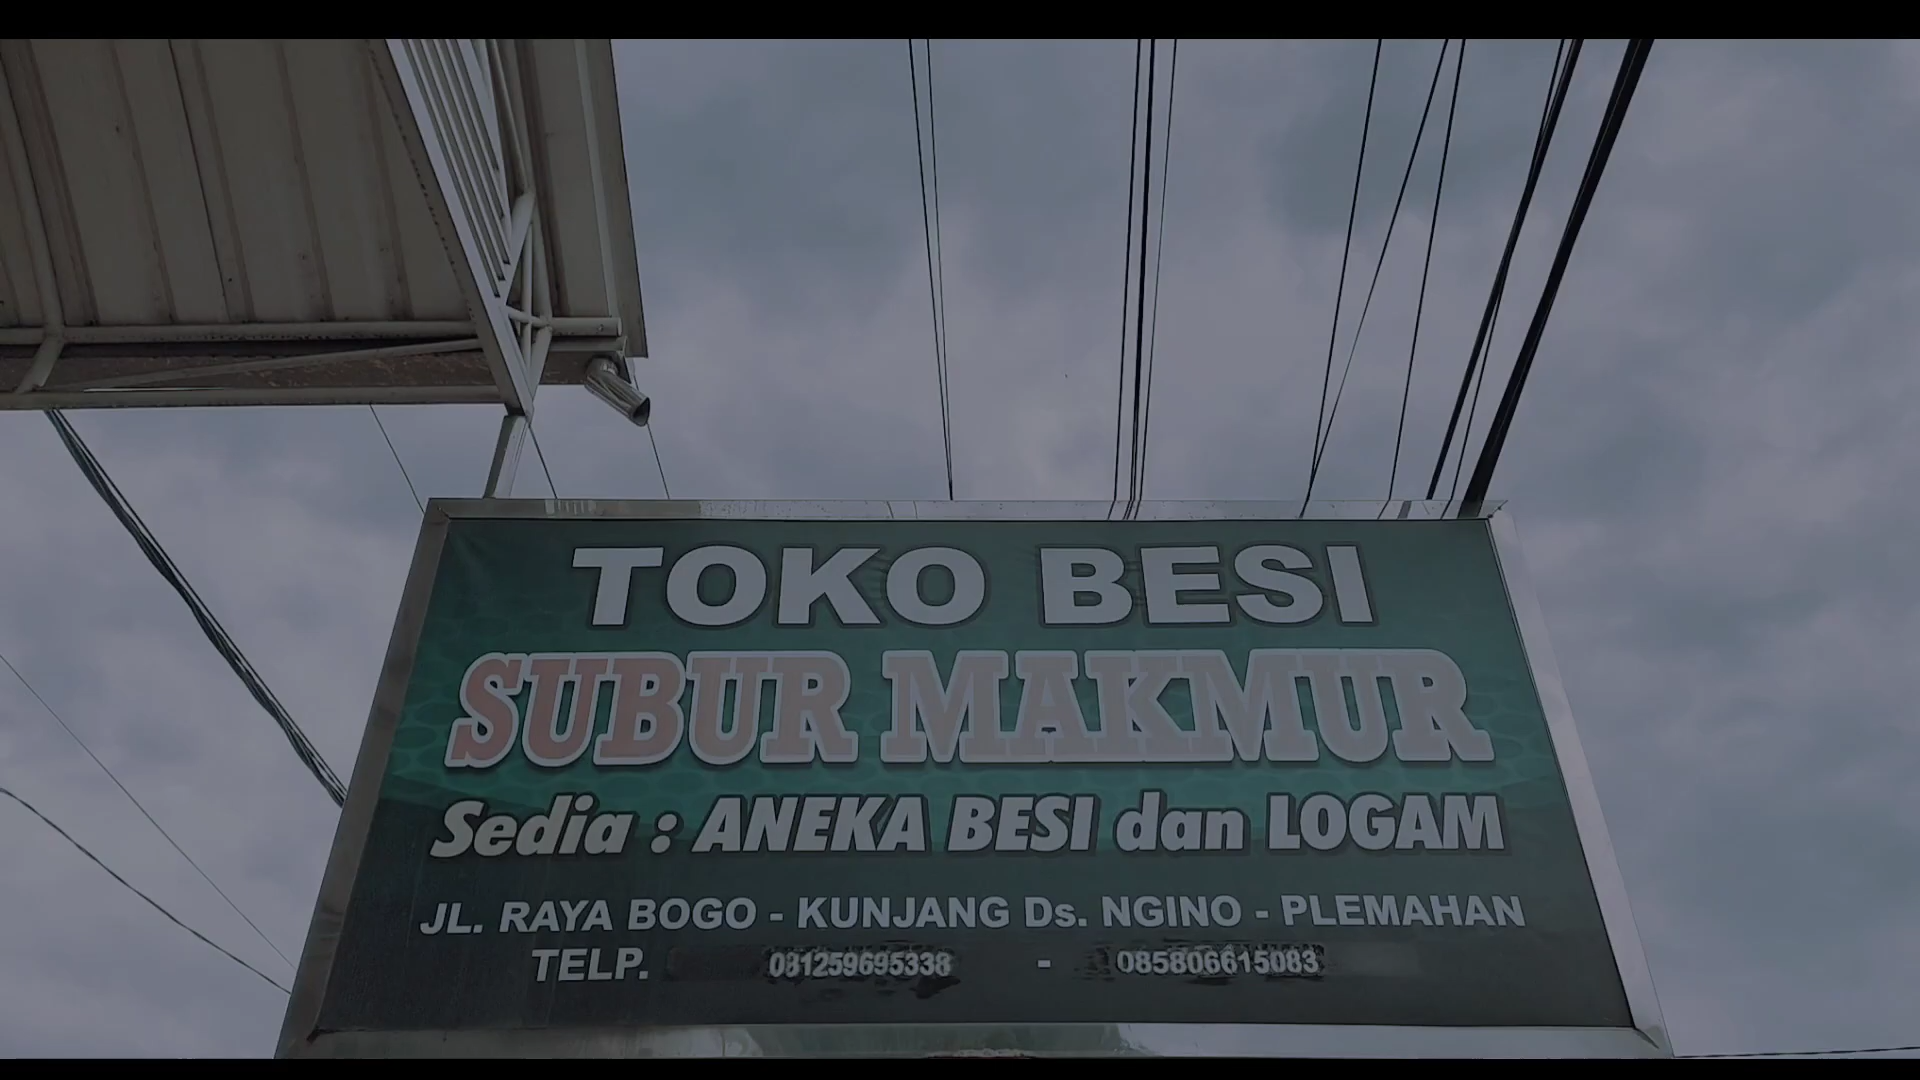 TOKO BESI
SUBUR MAKMUR
Sedia : ANEKA BESI dan LOGAM
JL. RAYA BOGO - KUNJANG Ds. NGINO - PLEMAHAN
TELP. 081259695338 - 085806615083